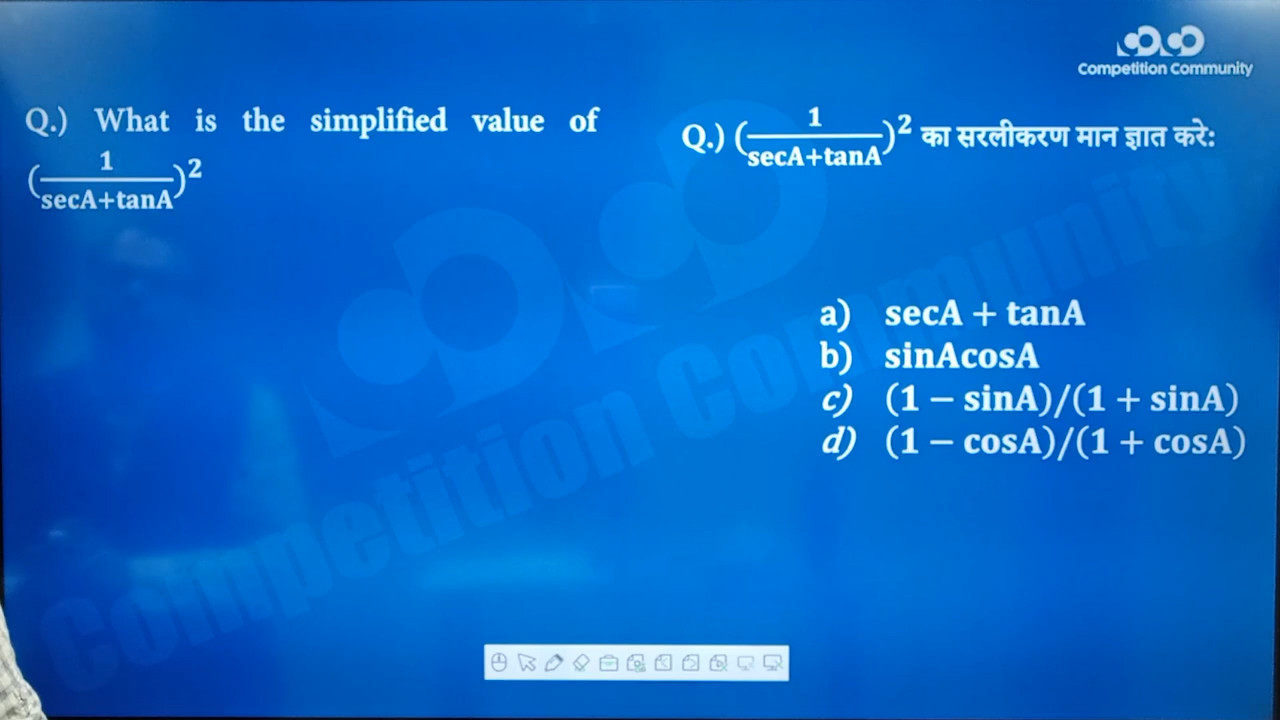 Competition Community
Q.) What is the simplified value of
(1/(secA+tanA))²
Q.) (1/(secA+tanA))² का सरलीकरण मान ज्ञात करे:
a) secA + tanA
b) sinAcosA
c) (1 − sinA)/(1 + sinA)
d) (1 − cosA)/(1 + cosA)
Competition Community